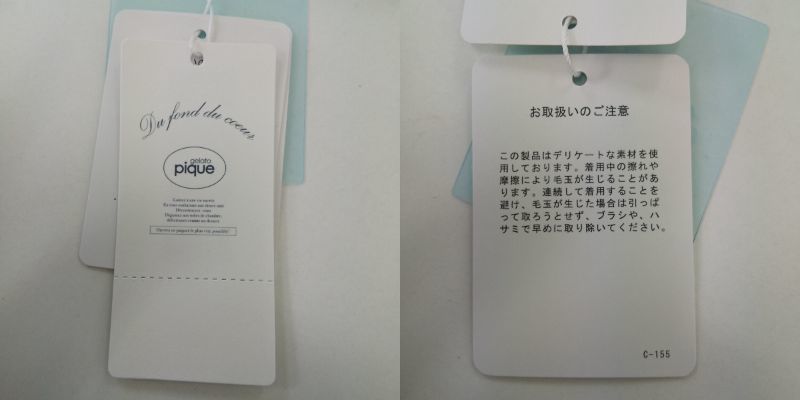 Du fond du coeur
gelato
pique
お取扱いのご注意
この製品はデリケートな素材を使
用しております。着用中の擦れや
摩擦により毛玉が生じることがあ
ります。連続して着用することを
避け、毛玉が生じた場合は引っぱ
って取ろうとせず、ブラシや、ハ
サミで早めに取り除いてください。
C-155